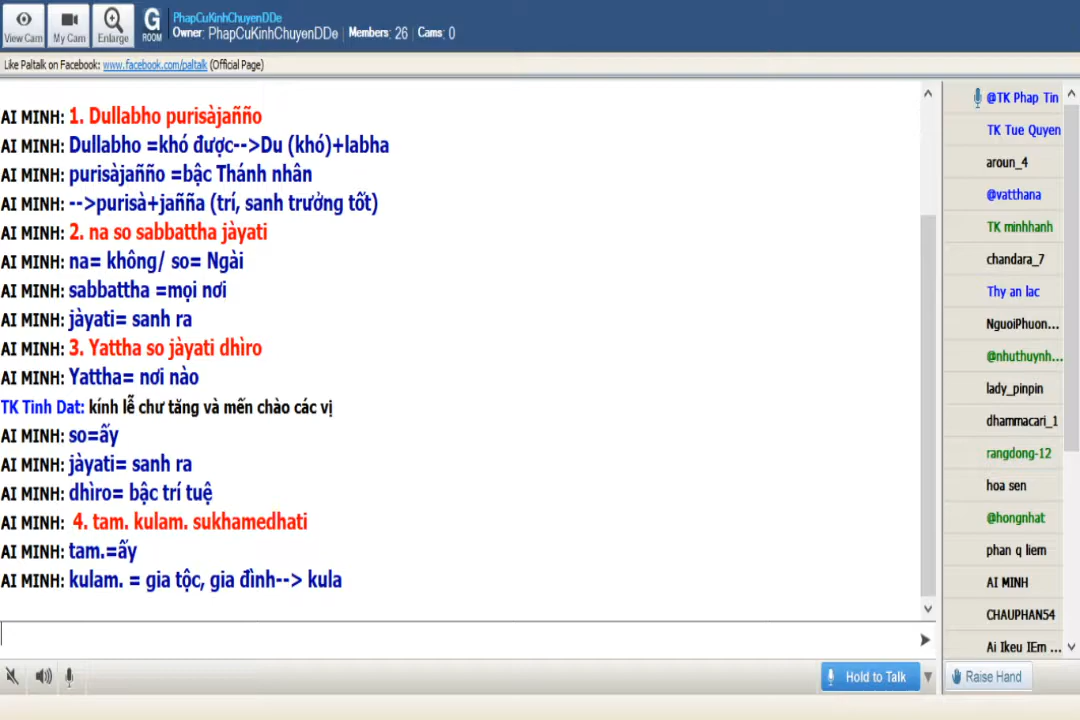 View Cam
My Cam
Enlarge
G
ROOM
PhapCuKinhChuyenDDe
Owner: PhapCuKinhChuyenDDe | Members: 26 | Cams: 0
Like Paltalk on Facebook: www.facebook.com/paltalk (Official Page)
AI MINH: 1. Dullabho purisàjañño
AI MINH: Dullabho =khó được-->Du (khó)+labha
AI MINH: purisàjañño =bậc Thánh nhân
AI MINH: -->purisà+jañña (trí, sanh trưởng tốt)
AI MINH: 2. na so sabbattha jàyati
AI MINH: na= không/ so= Ngài
AI MINH: sabbattha =mọi nơi
AI MINH: jàyati= sanh ra
AI MINH: 3. Yattha so jàyati dhìro
AI MINH: Yattha= nơi nào
TK Tinh Dat: kính lễ chư tăng và mến chào các vị
AI MINH: so=ấy
AI MINH: jàyati= sanh ra
AI MINH: dhìro= bậc trí tuệ
AI MINH: 4. tam. kulam. sukhamedhati
AI MINH: tam.=ấy
AI MINH: kulam. = gia tộc, gia đình--> kula
@TK Phap Tin
TK Tue Quyen
aroun_4
@vatthana
TK minhhanh
chandara_7
Thy an lac
NguoiPhuon...
@nhuthuynh...
lady_pinpin
dhammacari_1
rangdong-12
hoa sen
@hongnhat
phan q liem
AI MINH
CHAUPHAN54
Ai Ikeu IEm ...
Hold to Talk
Raise Hand